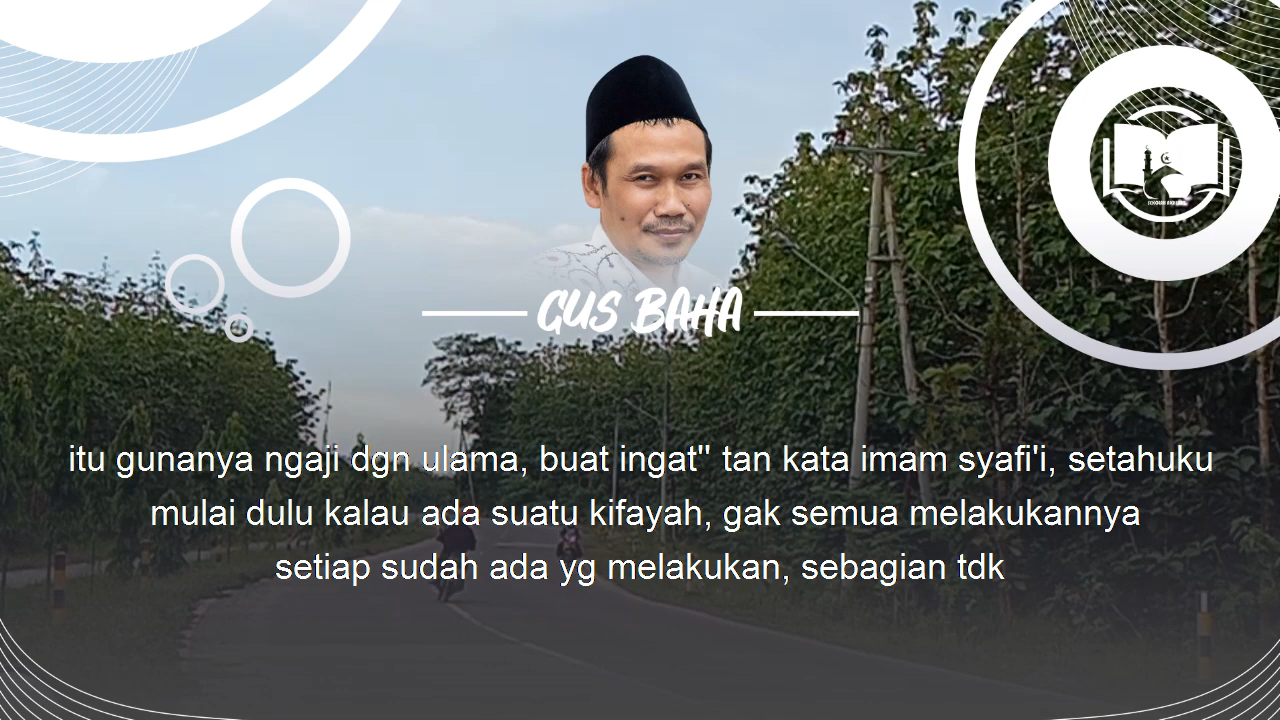 GUS BAHA
itu gunanya ngaji dgn ulama, buat ingat" tan kata imam syafi'i, setahuku
mulai dulu kalau ada suatu kifayah, gak semua melakukannya
setiap sudah ada yg melakukan, sebagian tdk